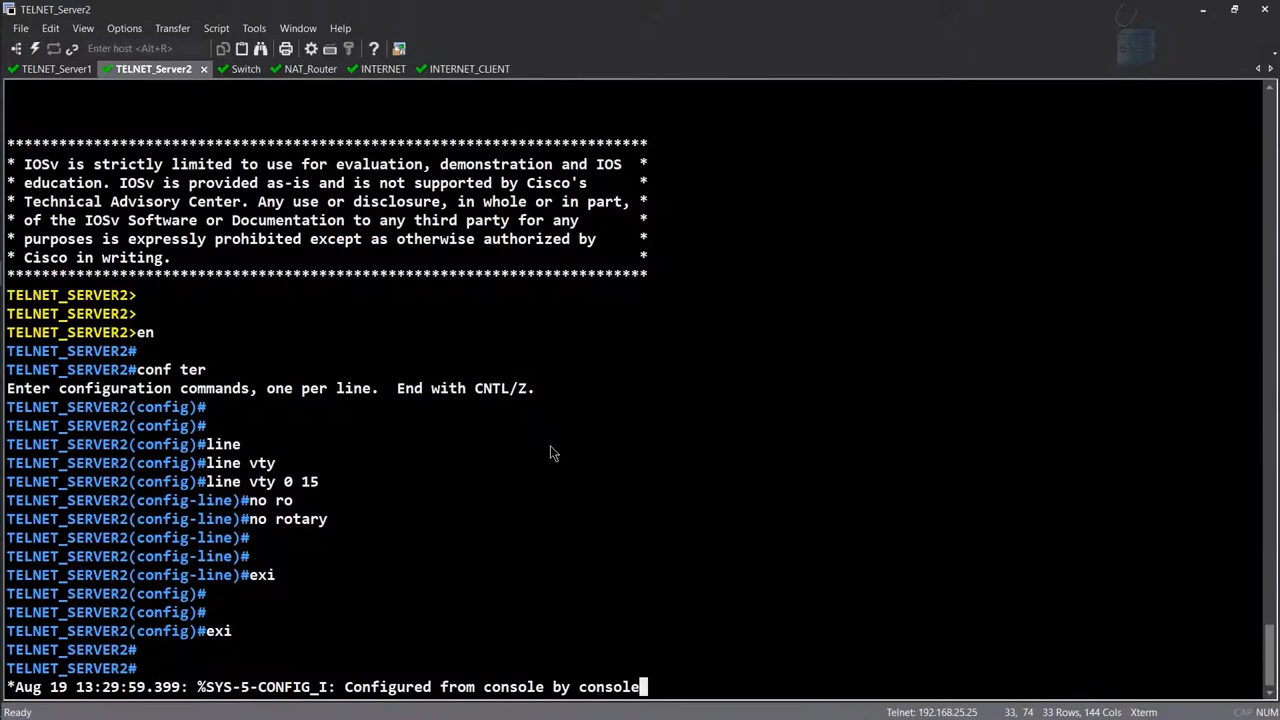 TELNET_Server2
File Edit View Options Transfer Script Tools Window Help
Enter host <Alt+R>
TELNET_Server1 TELNET_Server2 Switch NAT_Router INTERNET INTERNET_CLIENT
**************************************************************************
* IOSv is strictly limited to use for evaluation, demonstration and IOS  *
* education. IOSv is provided as-is and is not supported by Cisco's      *
* Technical Advisory Center. Any use or disclosure, in whole or in part, *
* of the IOSv Software or Documentation to any third party for any       *
* purposes is expressly prohibited except as otherwise authorized by     *
* Cisco in writing.                                                      *
**************************************************************************
TELNET_SERVER2>
TELNET_SERVER2>
TELNET_SERVER2>en
TELNET_SERVER2#
TELNET_SERVER2#conf ter
Enter configuration commands, one per line.  End with CNTL/Z.
TELNET_SERVER2(config)#
TELNET_SERVER2(config)#
TELNET_SERVER2(config)#line
TELNET_SERVER2(config)#line vty
TELNET_SERVER2(config)#line vty 0 15
TELNET_SERVER2(config-line)#no ro
TELNET_SERVER2(config-line)#no rotary
TELNET_SERVER2(config-line)#
TELNET_SERVER2(config-line)#
TELNET_SERVER2(config-line)#exi
TELNET_SERVER2(config)#
TELNET_SERVER2(config)#
TELNET_SERVER2(config)#exi
TELNET_SERVER2#
TELNET_SERVER2#
*Aug 19 13:29:59.399: %SYS-5-CONFIG_I: Configured from console by console
Ready Telnet: 192.168.25.25 33, 74 33 Rows, 144 Cols Xterm CAP NUM